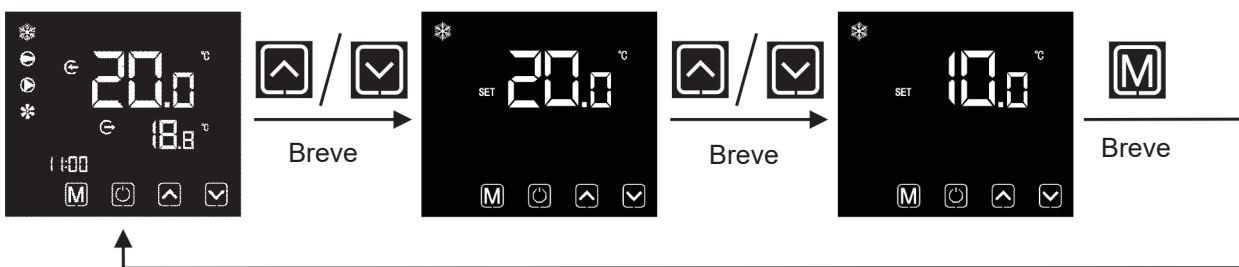 20.0 °C
18.8 °C
11:00
M
Breve
SET 20.0 °C
M
Breve
SET 10.0 °C
M
M
Breve